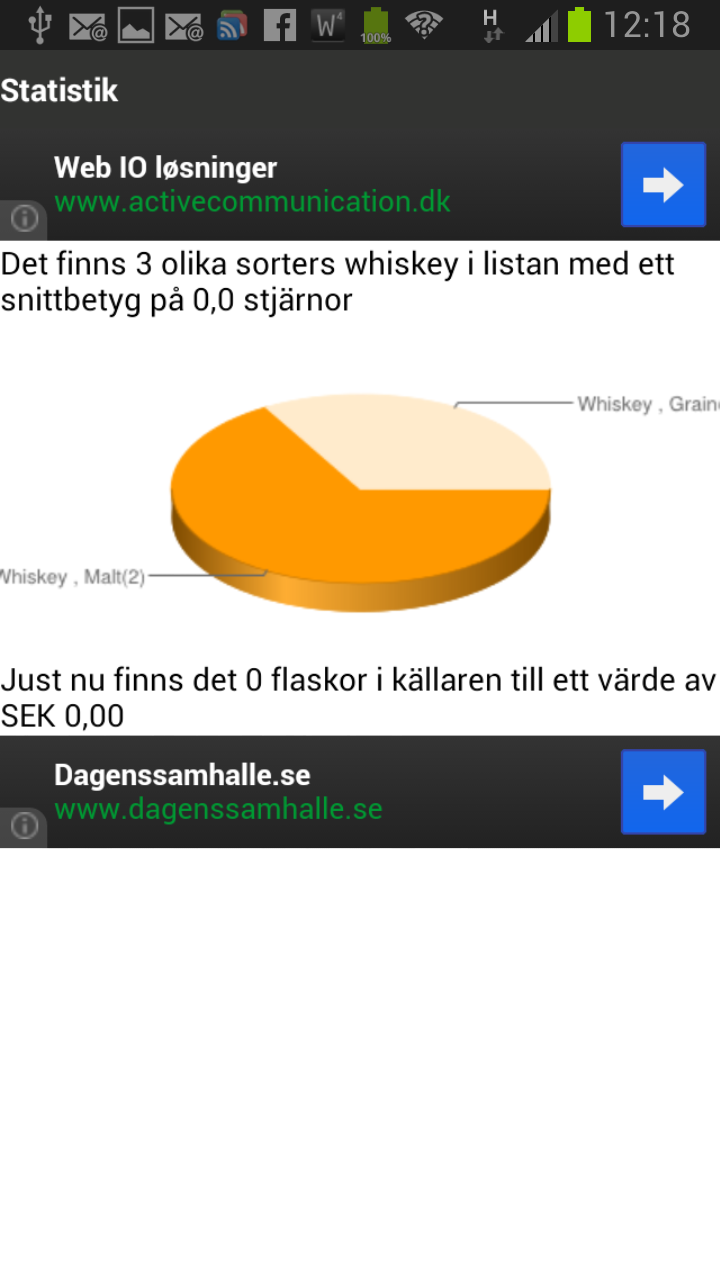 100%
H
12:18
Statistik
Web IO løsninger
www.activecommunication.dk
Det finns 3 olika sorters whiskey i listan med ett
snittbetyg på 0,0 stjärnor
Whiskey , Grain
Whiskey , Malt(2)
Just nu finns det 0 flaskor i källaren till ett värde av
SEK 0,00
Dagenssamhalle.se
www.dagenssamhalle.se